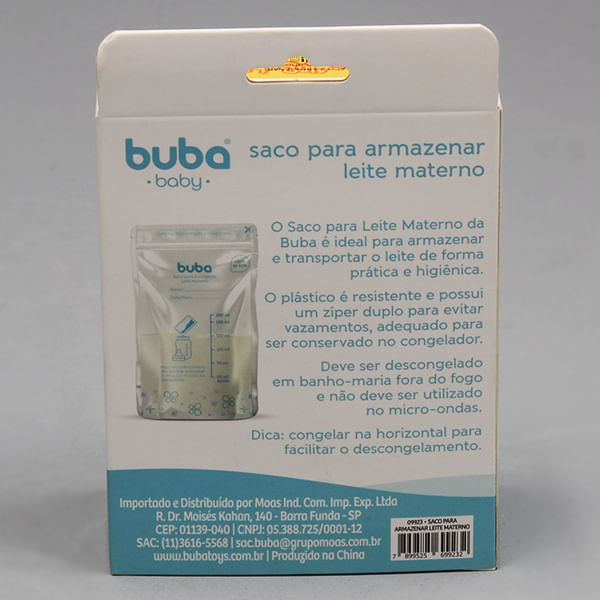 buba®
•baby•
saco para armazenar
leite materno
O Saco para Leite Materno da
Buba é ideal para armazenar
e transportar o leite de forma
prática e higiênica.
O plástico é resistente e possui
um zíper duplo para evitar
vazamentos, adequado para
ser conservado no congelador.
Deve ser descongelado
em banho-maria fora do fogo
e não deve ser utilizado
no micro-ondas.
Dica: congelar na horizontal para
facilitar o descongelamento.
buba
Saco para armazenar
Leite Materno
Importado e Distribuído por Moas Ind. Com. Imp. Exp. Ltda
R. Dr. Moisés Kahan, 140 - Barra Funda - SP
CEP: 01139-040 | CNPJ: 05.388.725/0001-12
SAC: (11)3616-5568 | sac.buba@grupomoas.com.br
www.bubatoys.com.br | Produzido na China
09923 • SACO PARA
ARMAZENAR LEITE MATERNO
7 899525 699232